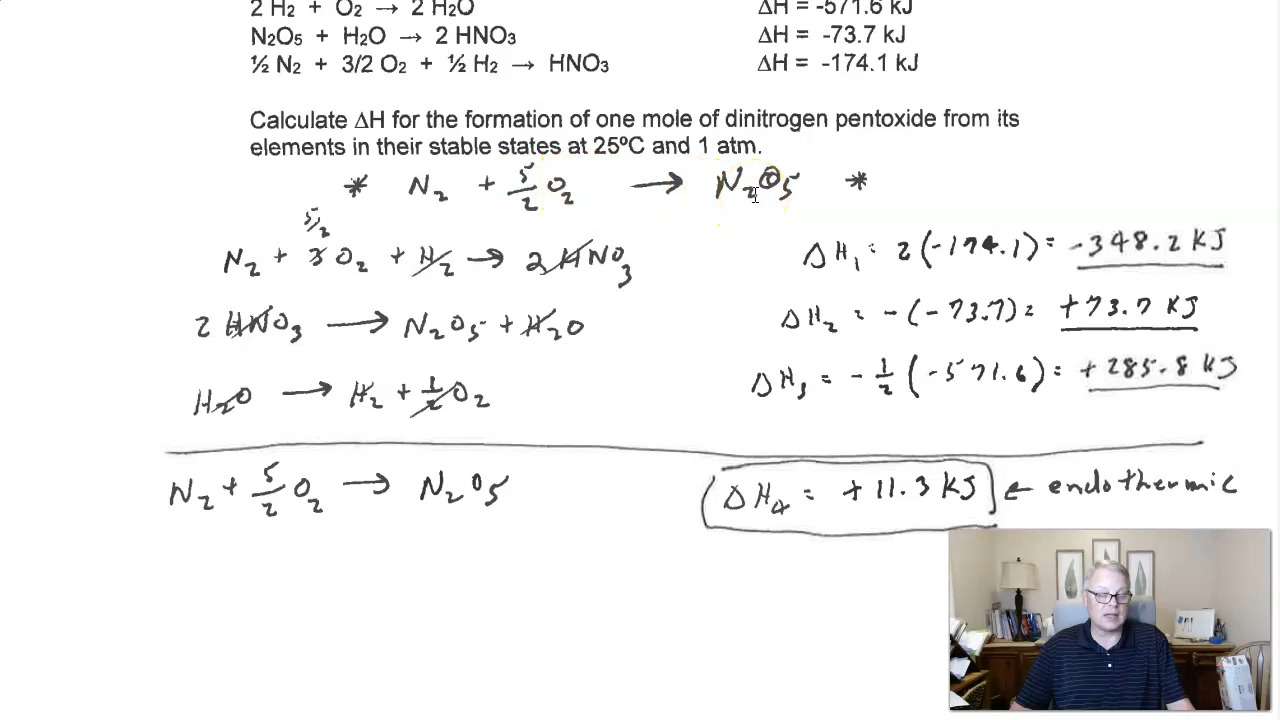 2 H₂ + O₂ → 2 H₂O ΔH = -571.6 kJ
N₂O₅ + H₂O → 2 HNO₃ ΔH = -73.7 kJ
½ N₂ + 3/2 O₂ + ½ H₂ → HNO₃ ΔH = -174.1 kJ
Calculate ΔH for the formation of one mole of dinitrogen pentoxide from its
elements in their stable states at 25ºC and 1 atm.
* N₂ + 5/2 O₂ → N₂O₅ *
5/2
N₂ + 3 O₂ + H₂ → 2 HNO₃ ΔH₁ = 2(-174.1) = -348.2 KJ
2 HNO₃ → N₂O₅ + H₂O ΔH₂ = -(-73.7) = +73.7 KJ
H₂O → H₂ + 1/2 O₂ ΔH₃ = - 1/2 (-571.6) = +285.8 KJ
N₂ + 5/2 O₂ → N₂O₅ ΔH₄ = +11.3 KJ ← endothermic